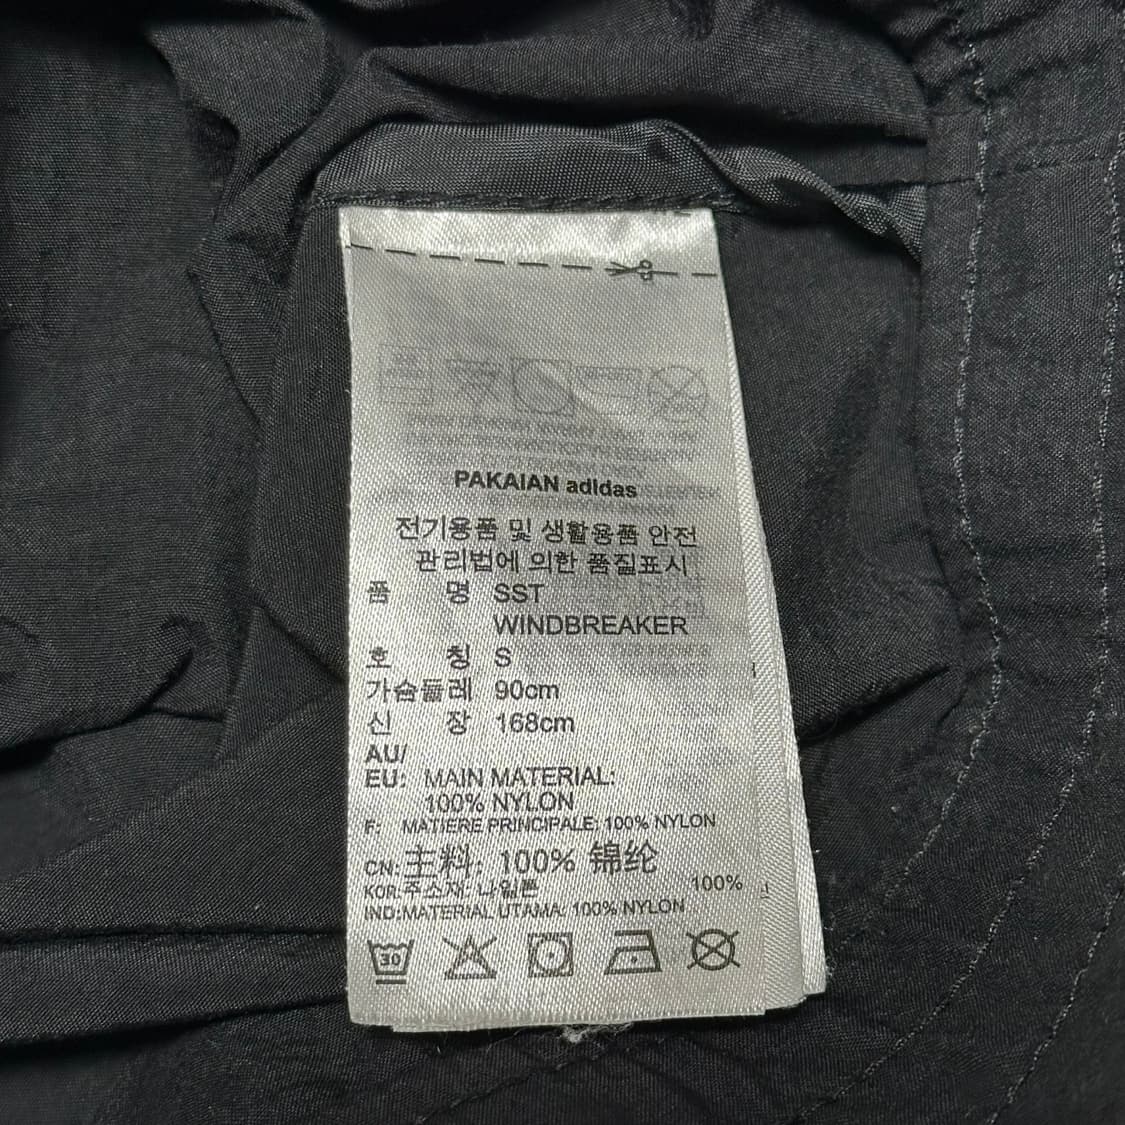 PAKAIAN adidas
전기용품 및 생활용품 안전
관리법에 의한 품질표시
품 명 SST
WINDBREAKER
호 칭 S
가슴둘레 90cm
신 장 168cm
AU/
EU: MAIN MATERIAL:
100% NYLON
F: MATIERE PRINCIPALE: 100% NYLON
CN: 主料: 100% 锦纶
KOR:주소재: 나일론 100%
IND:MATERIAL UTAMA: 100% NYLON
30